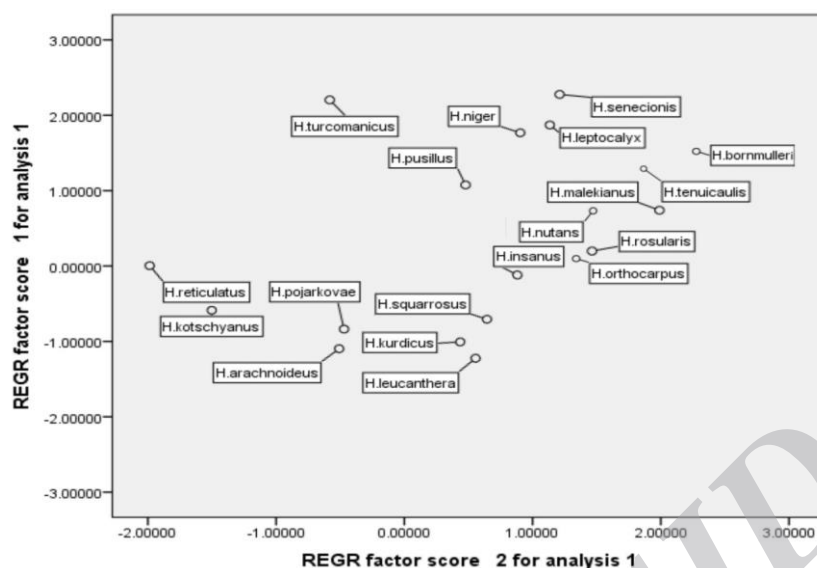 3.00000
2.00000
1.00000
0.00000
-1.00000
-2.00000
-3.00000
REGR factor score 1 for analysis 1
H.turcomanicus
H.niger
H.senecionis
H.leptocalyx
H.bornmulleri
H.pusillus
H.malekianus
H.tenuicaulis
H.nutans
H.rosularis
H.insanus
H.orthocarpus
H.reticulatus
H.pojarkovae
H.squarrosus
H.kotschyanus
H.kurdicus
H.arachnoideus
H.leucanthera
-2.00000 -1.00000 0.00000 1.00000 2.00000 3.00000
REGR factor score 2 for analysis 1